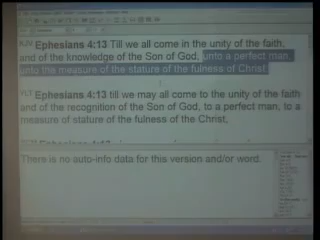 KJV Ephesians 4:13 Till we all come in the unity of the faith,
and of the knowledge of the Son of God, unto a perfect man,
unto the measure of the stature of the fulness of Christ:
YLT Ephesians 4:13 till we may all come to the unity of the faith
and of the recognition of the Son of God, to a perfect man, to a
measure of stature of the fulness of the Christ,
There is no auto-info data for this version and/or word.